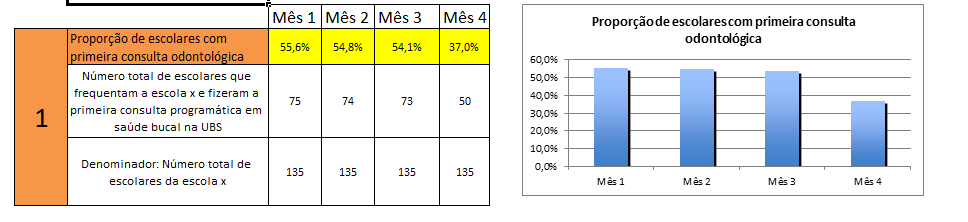 Mês 1 Mês 2 Mês 3 Mês 4
1
Proporção de escolares com
primeira consulta odontológica
55,6% 54,8% 54,1% 37,0%
Número total de escolares que
frequentam a escola x e fizeram a
primeira consulta programática em
saúde bucal na UBS
75 74 73 50
Denominador: Número total de
escolares da escola x
135 135 135 135
Proporção de escolares com primeira consulta
odontológica
60,0%
50,0%
40,0%
30,0%
20,0%
10,0%
0,0%
Mês 1 Mês 2 Mês 3 Mês 4